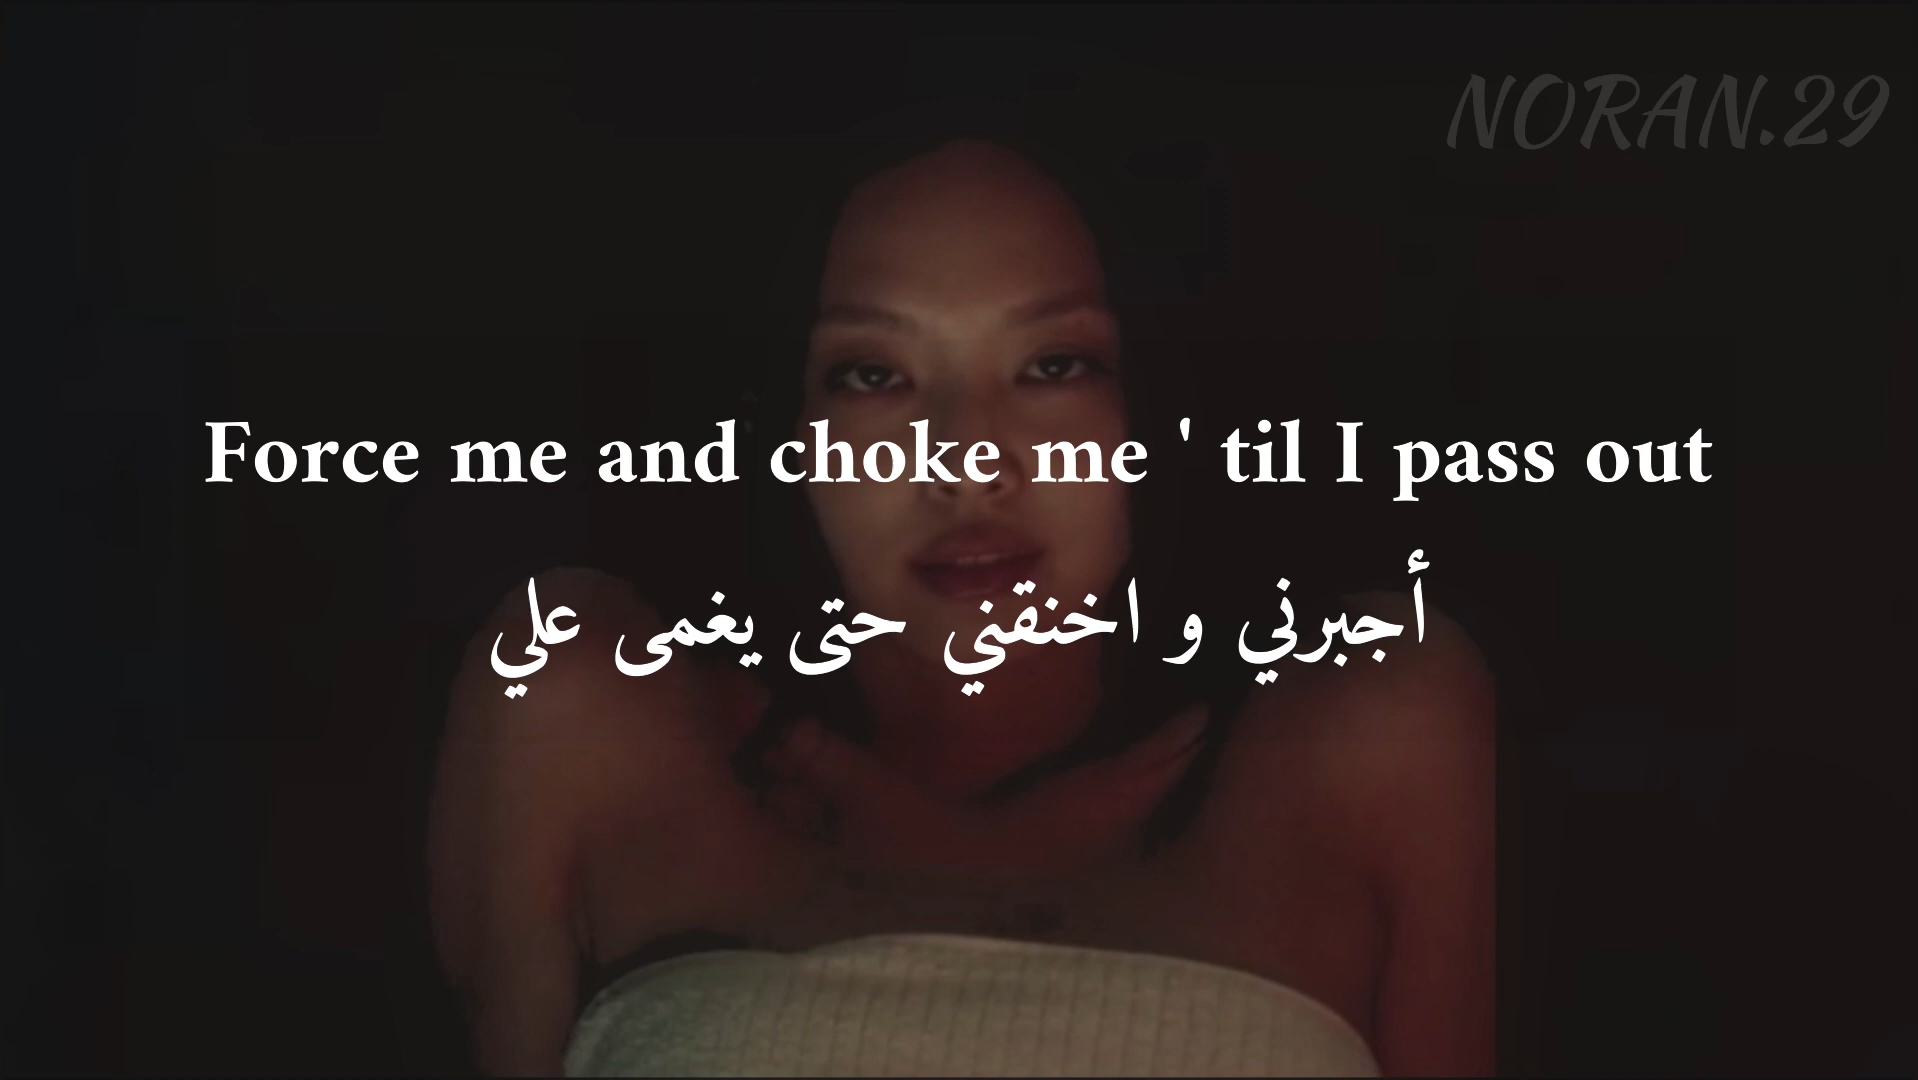 NORAN.29
Force me and choke me ' til I pass out
أجبرني و اخنقني حتى يغمى علي